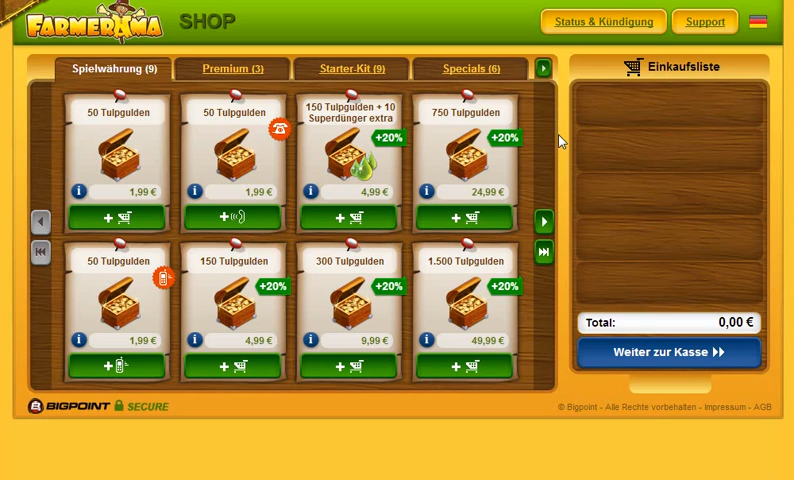 FARMERAMA SHOP Status & Kündigung Support
Spielwährung (9) Premium (3) Starter-Kit (9) Specials (6)
Einkaufsliste
50 Tulpgulden
i 1,99 €
+
50 Tulpgulden
i 1,99 €
+
150 Tulpgulden + 10
Superdünger extra
+20%
i 4,99 €
+
750 Tulpgulden
+20%
i 24,99 €
+
50 Tulpgulden
i 1,99 €
+
150 Tulpgulden
+20%
i 4,99 €
+
300 Tulpgulden
+20%
i 9,99 €
+
1.500 Tulpgulden
+20%
i 49,99 €
+
Total: 0,00 €
Weiter zur Kasse
BIGPOINT SECURE
© Bigpoint - Alle Rechte vorbehalten - Impressum - AGB